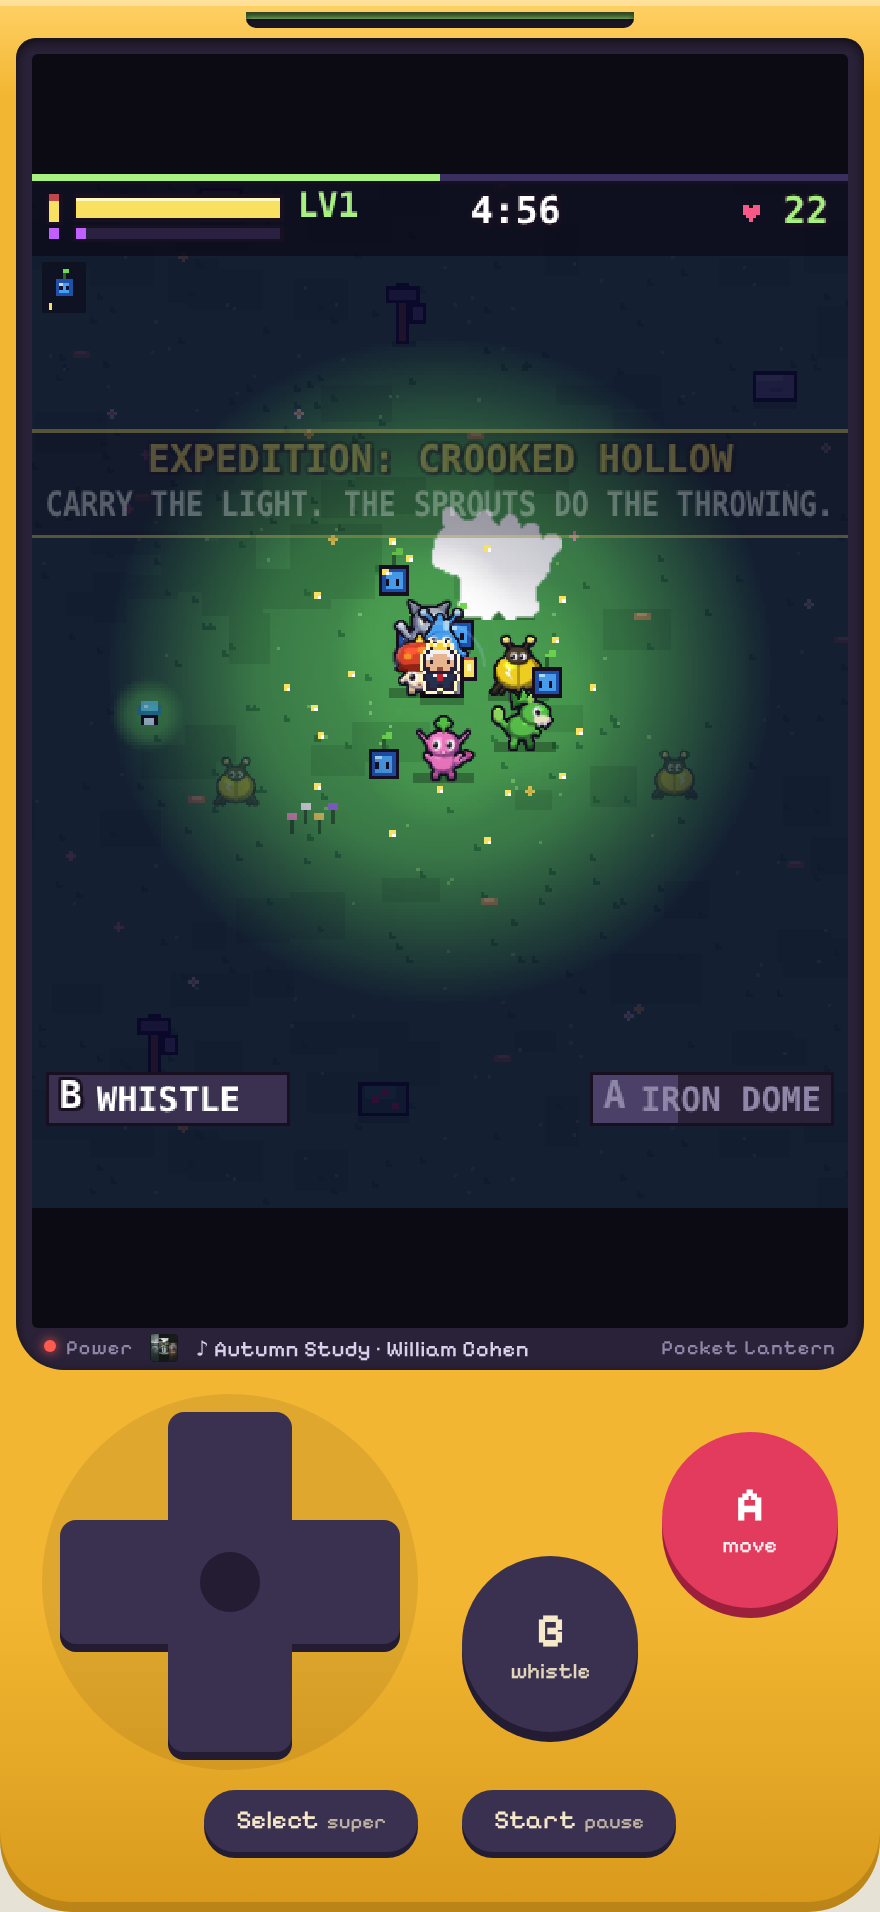 LV1
4:56
22
EXPEDITION: CROOKED HOLLOW
CARRY THE LIGHT. THE SPROUTS DO THE THROWING.
B WHISTLE
A IRON DOME
Power
♪ Autumn Study · William Cohen
Pocket Lantern
A
move
B
whistle
Select super
Start pause